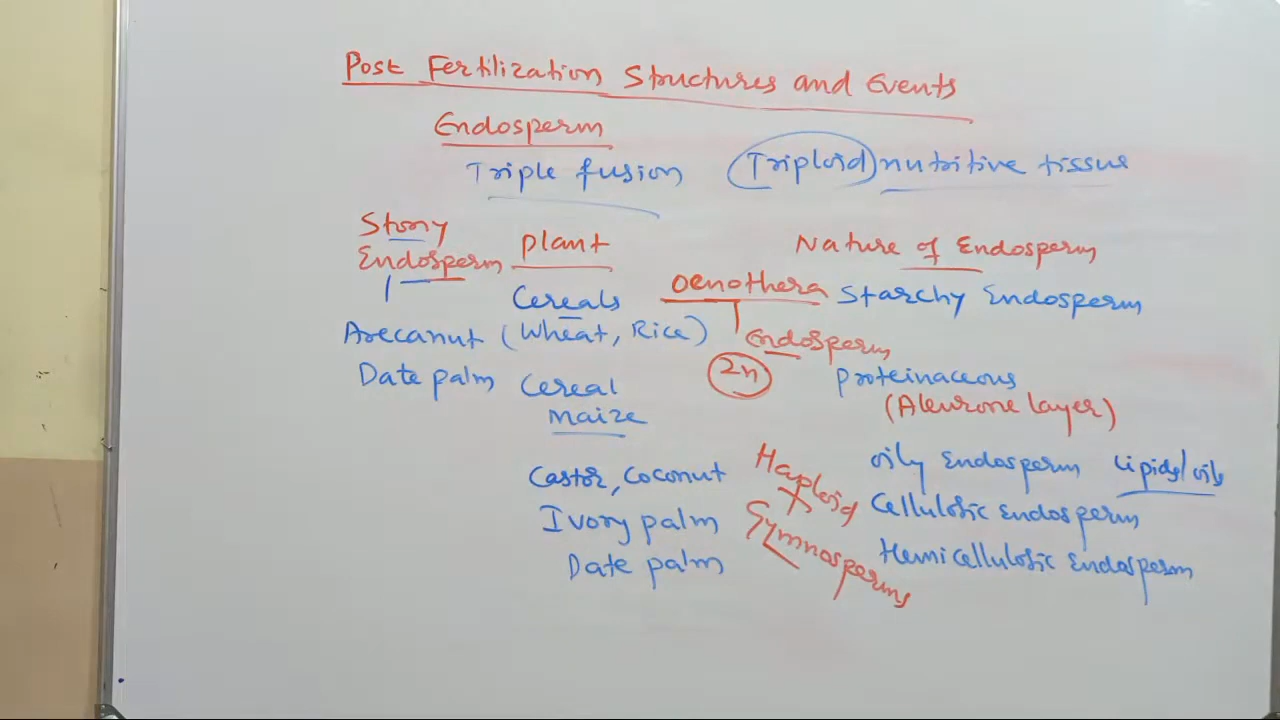 Post Fertilization Structures and Events
Endosperm
Triple fusion Triploid nutritive tissue
Stony
Endosperm
Arecanut
Date palm
Plant
Cereals
(Wheat, Rice)
Cereal
Maize
Castor, Coconut
Ivory palm
Date palm
Oenothera
Endosperm
2n
Haploid
Gymnosperms
Nature of Endosperm
Starchy Endosperm
Proteinaceous
(Aleurone layer)
Oily Endosperm Lipids/oils
Cellulosic Endosperm
Hemicellulosic Endosperm